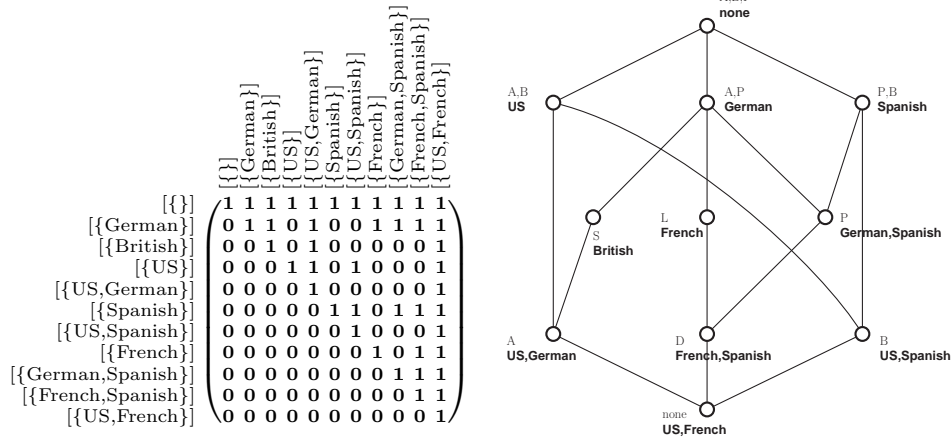 [{}]
[{German}]
[{British}]
[{US}]
[{US,German}]
[{Spanish}]
[{US,Spanish}]
[{French}]
[{German,Spanish}]
[{French,Spanish}]
[{US,French}]
[{}] 1 1 1 1 1 1 1 1 1 1 1
[{German}] 0 1 1 0 1 0 0 1 1 1 1
[{British}] 0 0 1 0 1 0 0 0 0 0 1
[{US}] 0 0 0 1 1 0 1 0 0 0 1
[{US,German}] 0 0 0 0 1 0 0 0 0 0 1
[{Spanish}] 0 0 0 0 0 1 1 0 1 1 1
[{US,Spanish}] 0 0 0 0 0 0 1 0 0 0 1
[{French}] 0 0 0 0 0 0 0 1 0 1 1
[{German,Spanish}] 0 0 0 0 0 0 0 0 1 1 1
[{French,Spanish}] 0 0 0 0 0 0 0 0 0 1 1
[{US,French}] 0 0 0 0 0 0 0 0 0 0 1
none
A,B
US
A,P
German
P,B
Spanish
S
British
L
French
P
German,Spanish
A
US,German
D
French,Spanish
B
US,Spanish
none
US,French